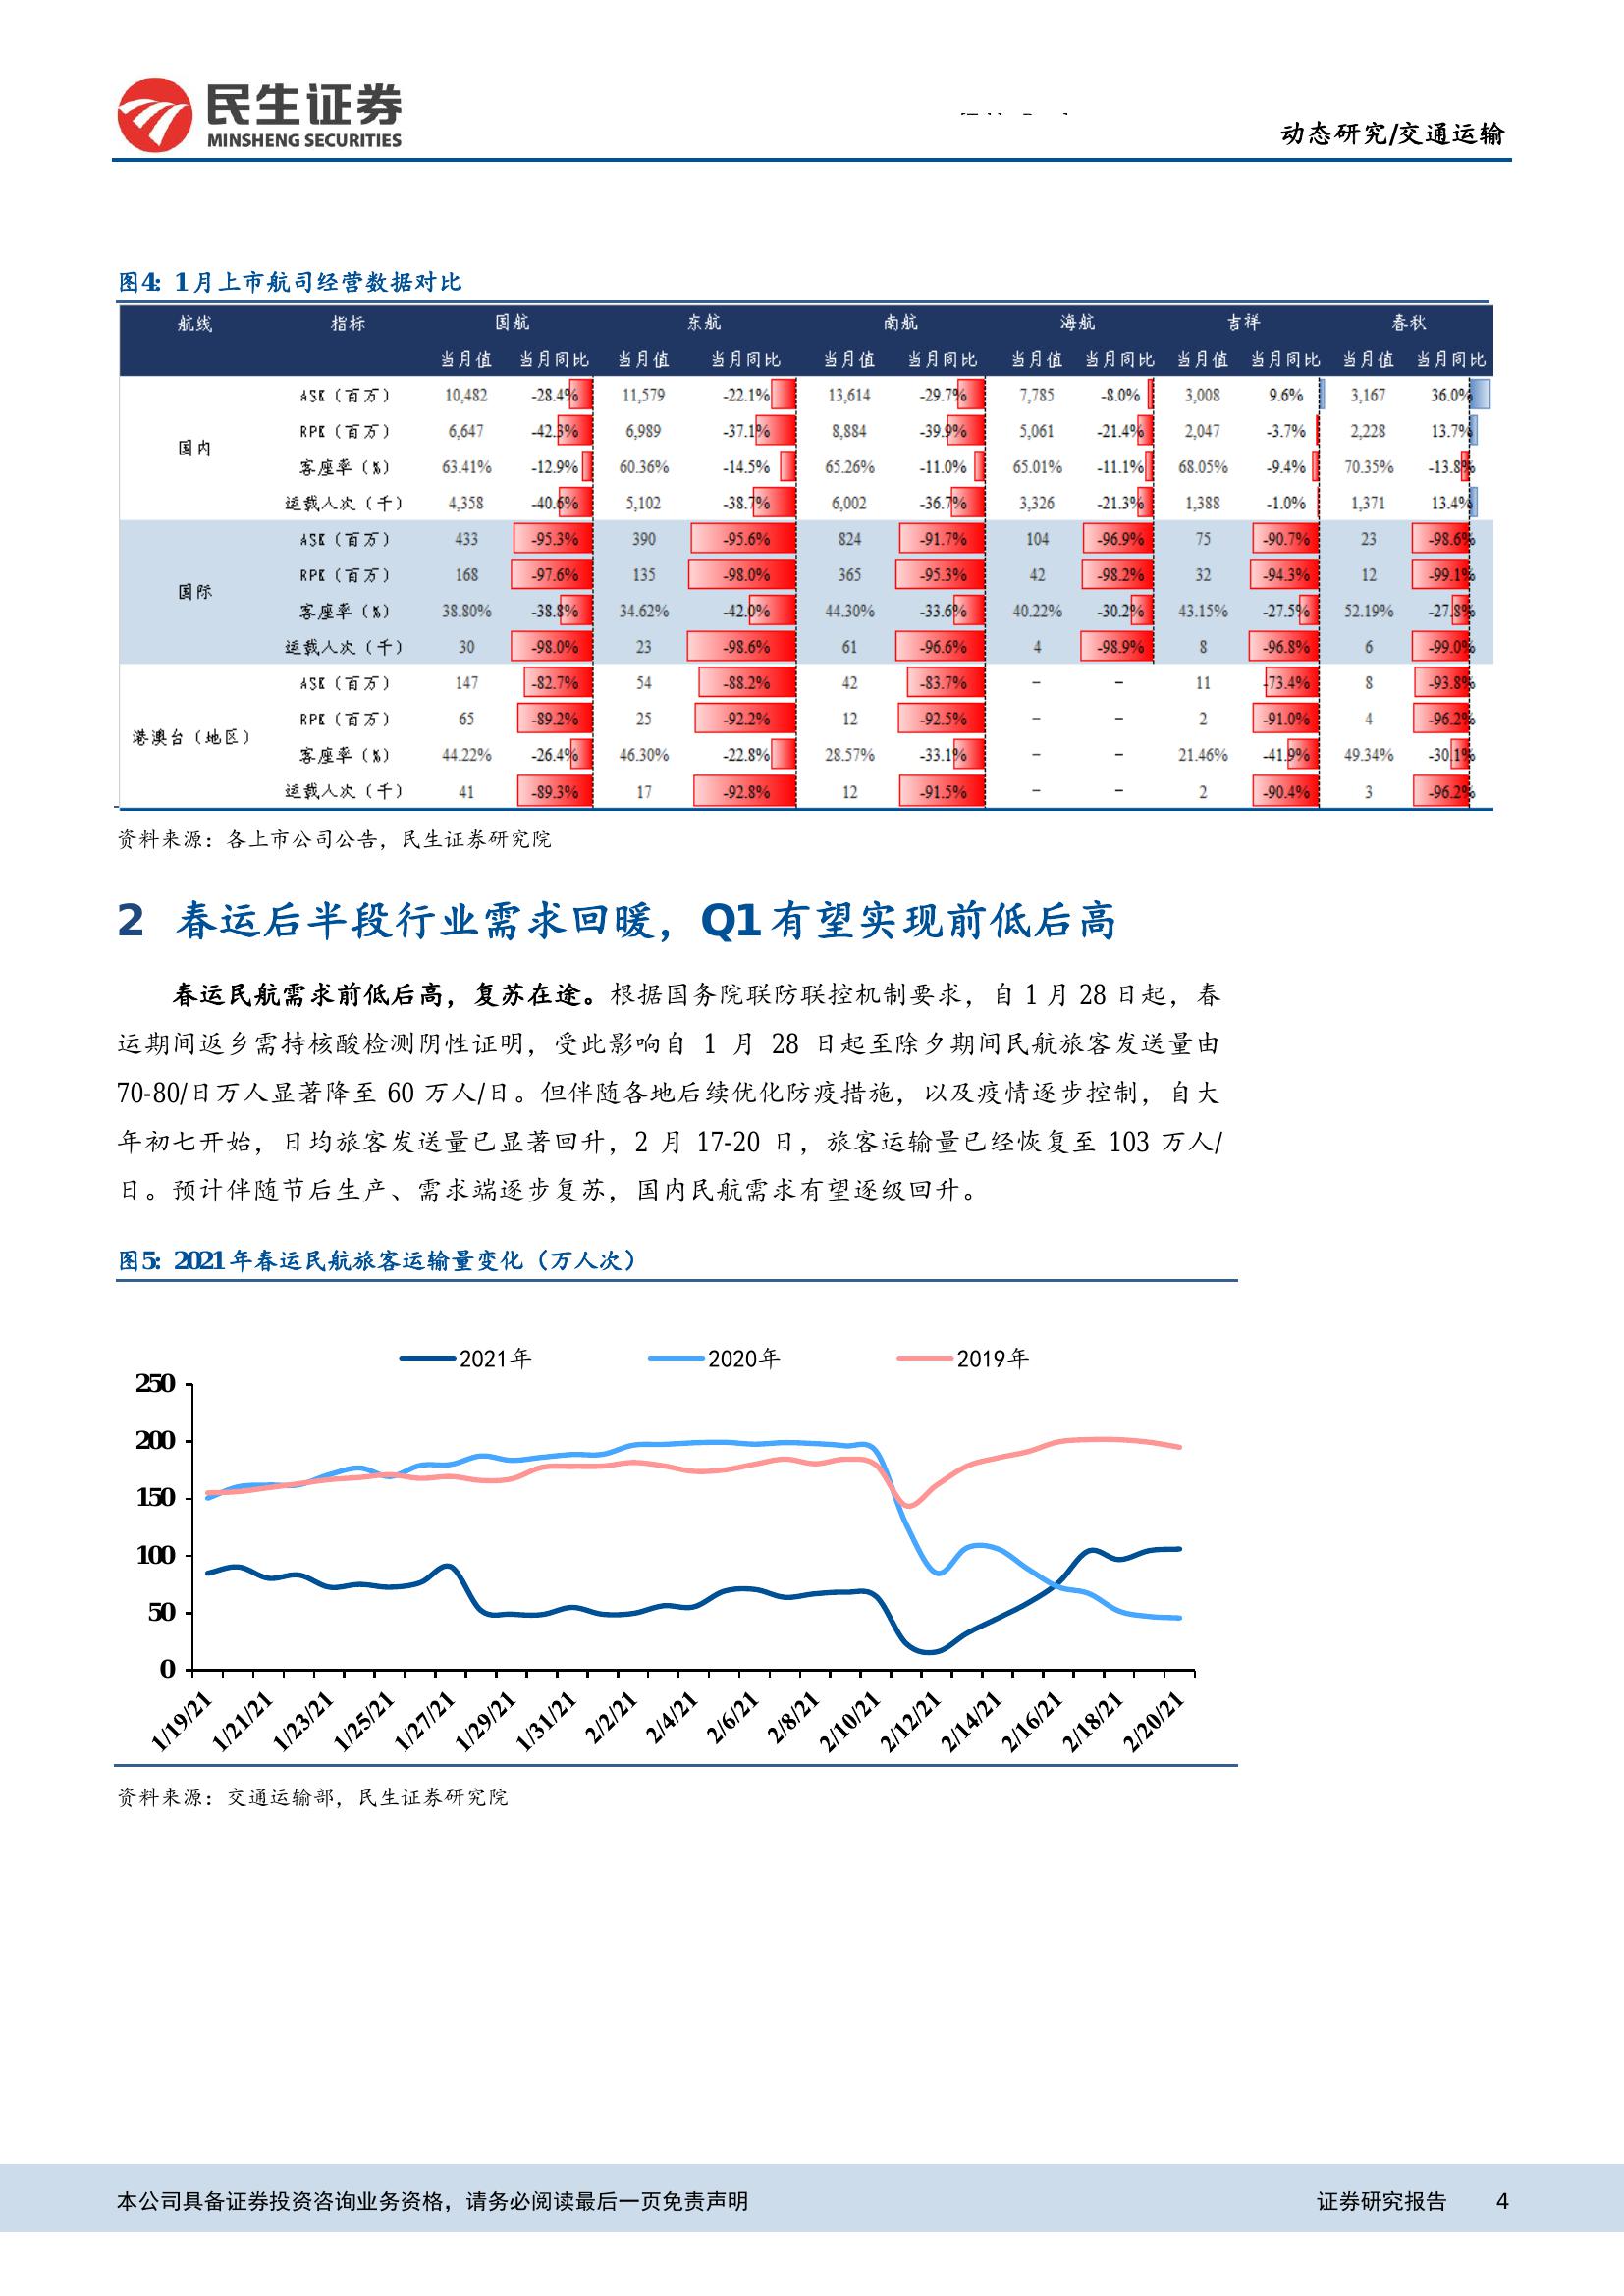 民生证券
MINSHENG SECURITIES
动态研究/交通运输
图4: 1月上市航司经营数据对比
航线 指标 国航 东航 南航 海航 吉祥 春秋
当月值 当月同比 当月值 当月同比 当月值 当月同比 当月值 当月同比 当月值 当月同比 当月值 当月同比
ASK（百万） 10,482 -28.4% 11,579 -22.1% 13,614 -29.7% 7,785 -8.0% 3,008 9.6% 3,167 36.0%
RPK（百万） 6,647 -42.3% 6,989 -37.1% 8,884 -39.9% 5,061 -21.4% 2,047 -3.7% 2,228 13.7%
国内
客座率（%） 63.41% -12.9% 60.36% -14.5% 65.26% -11.0% 65.01% -11.1% 68.05% -9.4% 70.35% -13.8%
运载人次（千） 4,358 -40.6% 5,102 -38.7% 6,002 -36.7% 3,326 -21.3% 1,388 -1.0% 1,371 13.4%
ASK（百万） 433 -95.3% 390 -95.6% 824 -91.7% 104 -96.9% 75 -90.7% 23 -98.6%
RPK（百万） 168 -97.6% 135 -98.0% 365 -95.3% 42 -98.2% 32 -94.3% 12 -99.1%
国际
客座率（%） 38.80% -38.8% 34.62% -42.0% 44.30% -33.6% 40.22% -30.2% 43.15% -27.5% 52.19% -27.8%
运载人次（千） 30 -98.0% 23 -98.6% 61 -96.6% 4 -98.9% 8 -96.8% 6 -99.0%
ASK（百万） 147 -82.7% 54 -88.2% 42 -83.7% – – 11 -73.4% 8 -93.8%
RPK（百万） 65 -89.2% 25 -92.2% 12 -92.5% – – 2 -91.0% 4 -96.2%
港澳台（地区）
客座率（%） 44.22% -26.4% 46.30% -22.8% 28.57% -33.1% – – 21.46% -41.9% 49.34% -30.1%
运载人次（千） 41 -89.3% 17 -92.8% 12 -91.5% – – 2 -90.4% 3 -96.2%
资料来源：各上市公司公告，民生证券研究院
2 春运后半段行业需求回暖，Q1有望实现前低后高
春运民航需求前低后高，复苏在途。根据国务院联防联控机制要求，自 1 月 28 日起，春
运期间返乡需持核酸检测阴性证明，受此影响自 1 月 28 日起至除夕期间民航旅客发送量由
70-80/日万人显著降至 60 万人/日。但伴随各地后续优化防疫措施，以及疫情逐步控制，自大
年初七开始，日均旅客发送量已显著回升，2 月 17-20 日，旅客运输量已经恢复至 103 万人/
日。预计伴随节后生产、需求端逐步复苏，国内民航需求有望逐级回升。
图5: 2021年春运民航旅客运输量变化（万人次）
2021年 2020年 2019年
250
200
150
100
50
0
1/19/21 1/21/21 1/23/21 1/25/21 1/27/21 1/29/21 1/31/21 2/2/21 2/4/21 2/6/21 2/8/21 2/10/21 2/12/21 2/14/21 2/16/21 2/18/21 2/20/21
资料来源：交通运输部，民生证券研究院
本公司具备证券投资咨询业务资格，请务必阅读最后一页免责声明 证券研究报告 4